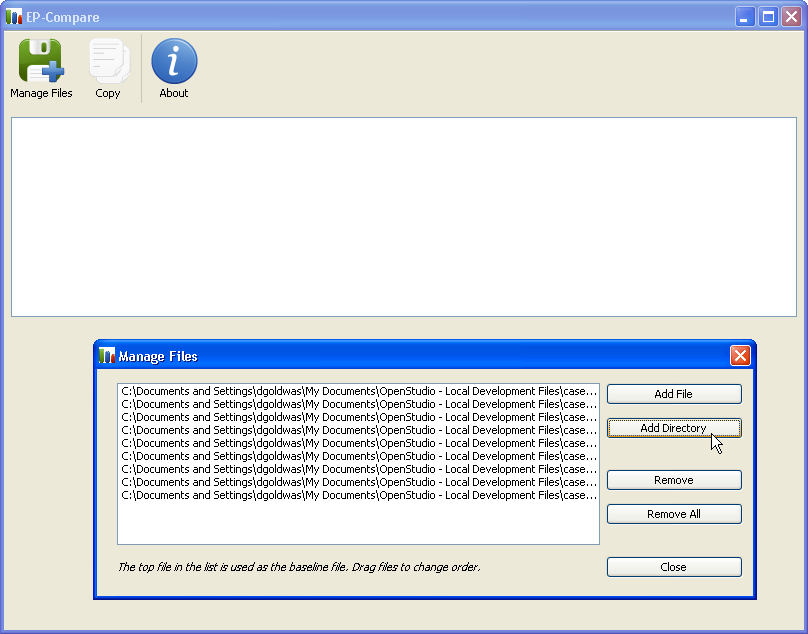 EP-Compare
Manage Files
Copy
About
Manage Files
C:\Documents and Settings\dgoldwas\My Documents\OpenStudio - Local Development Files\case...
C:\Documents and Settings\dgoldwas\My Documents\OpenStudio - Local Development Files\case...
C:\Documents and Settings\dgoldwas\My Documents\OpenStudio - Local Development Files\case...
C:\Documents and Settings\dgoldwas\My Documents\OpenStudio - Local Development Files\case...
C:\Documents and Settings\dgoldwas\My Documents\OpenStudio - Local Development Files\case...
C:\Documents and Settings\dgoldwas\My Documents\OpenStudio - Local Development Files\case...
C:\Documents and Settings\dgoldwas\My Documents\OpenStudio - Local Development Files\case...
C:\Documents and Settings\dgoldwas\My Documents\OpenStudio - Local Development Files\case...
C:\Documents and Settings\dgoldwas\My Documents\OpenStudio - Local Development Files\case...
Add File
Add Directory
Remove
Remove All
The top file in the list is used as the baseline file. Drag files to change order.
Close